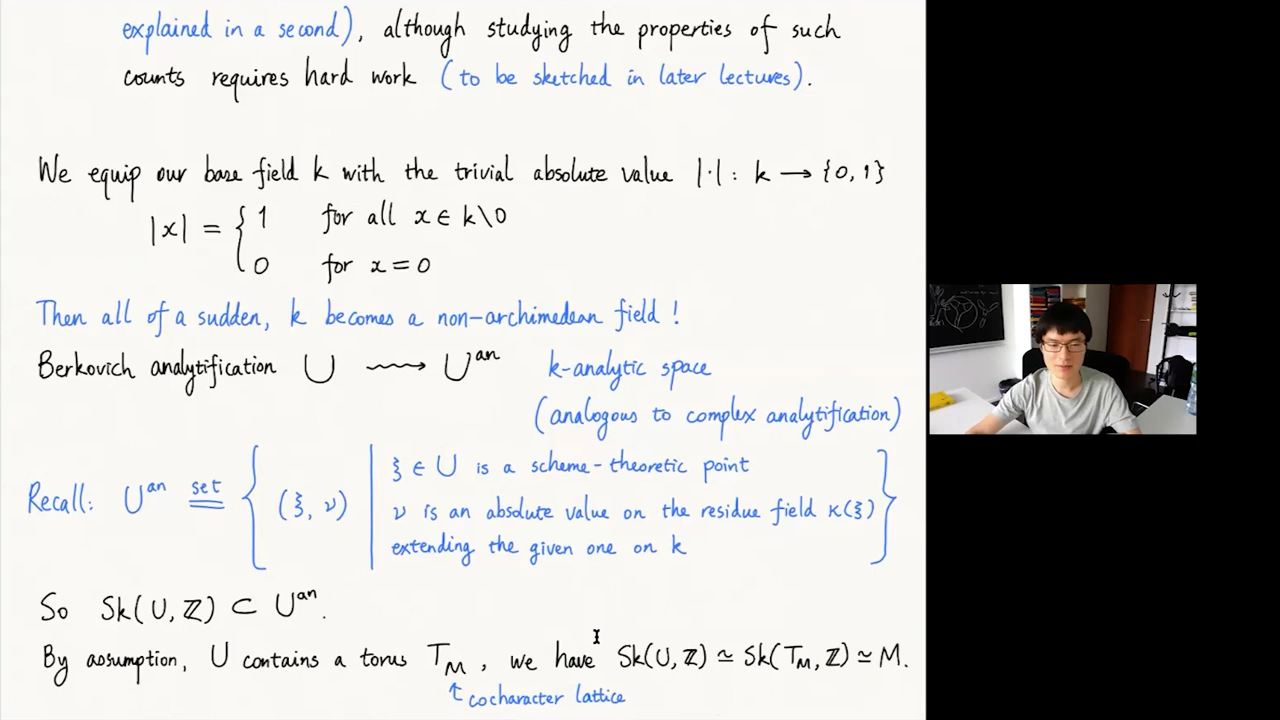 explained in a second), although studying the properties of such
counts requires hard work (to be sketched in later lectures).
We equip our base field k with the trivial absolute value |·| : k ⟶ {0, 1}
|x| = { 1 for all x ∈ k\0
0 for x = 0
Then all of a sudden, k becomes a non-archimedean field !
Berkovich analytification U ⟿ U^an k-analytic space
(analogous to complex analytification)
Recall: U^an set = { (ξ, ν) | ξ ∈ U is a scheme-theoretic point
ν is an absolute value on the residue field κ(ξ)
extending the given one on k }
So Sk(U, ℤ) ⊂ U^an.
By assumption, U contains a torus T_M , we have Sk(U, ℤ) ≃ Sk(T_M, ℤ) ≃ M.
↑ cocharacter lattice